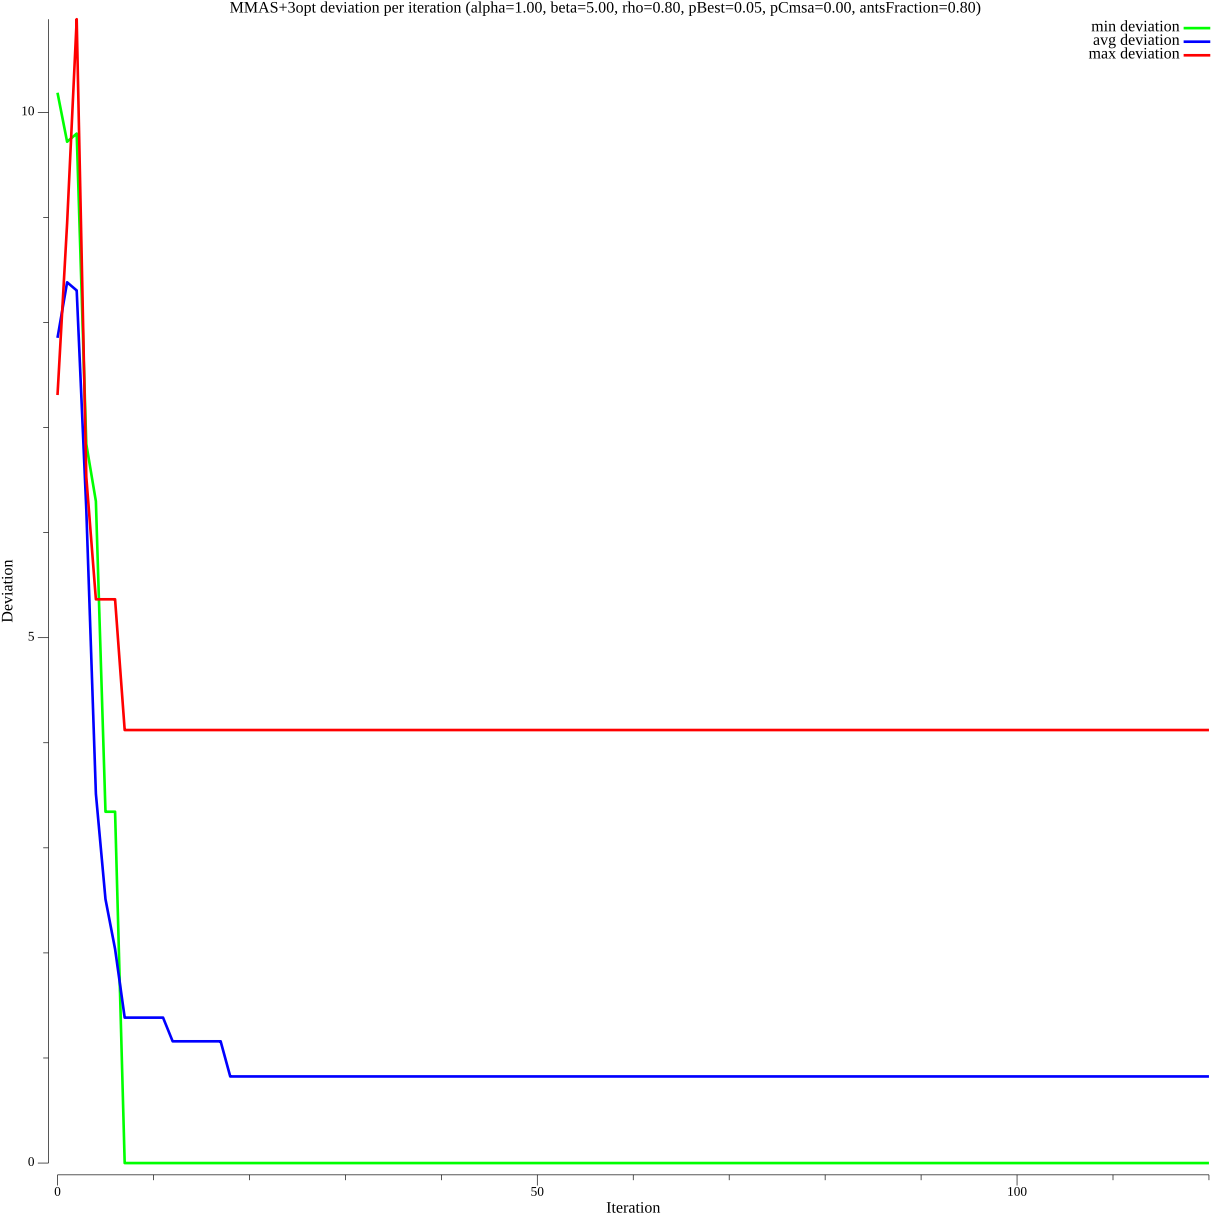 MMAS+3opt deviation per iteration (alpha=1.00, beta=5.00, rho=0.80, pBest=0.05, pCmsa=0.00, antsFraction=0.80)
min deviation
avg deviation
max deviation
10
5
0
Deviation
0 50 100
Iteration